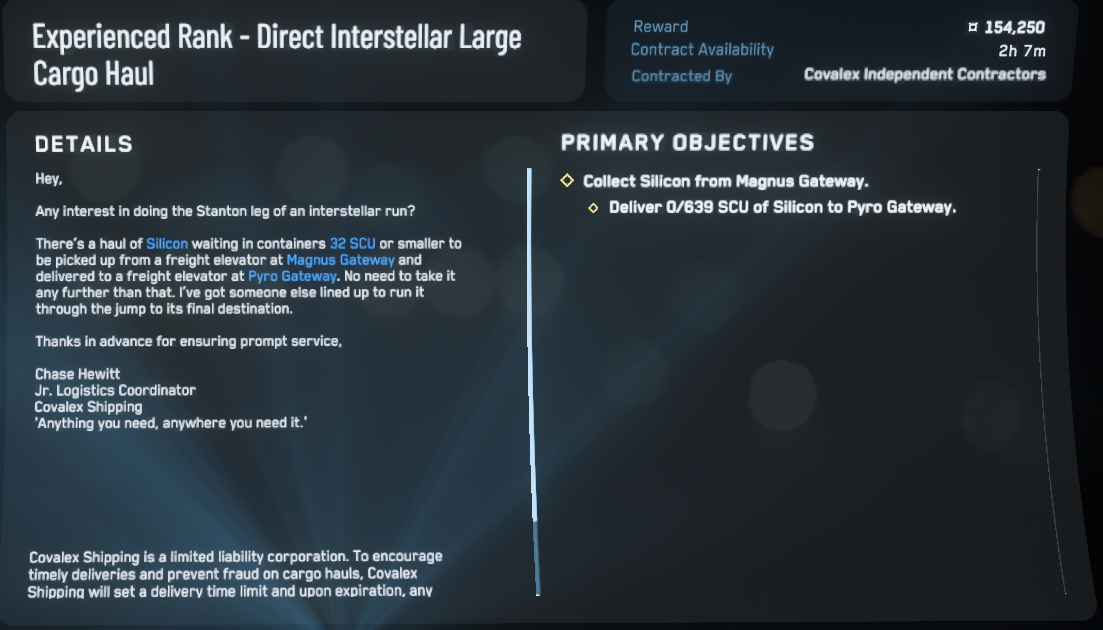 Experienced Rank - Direct Interstellar Large
Cargo Haul
Reward
¤ 154,250
Contract Availability
2h 7m
Contracted By
Covalex Independent Contractors
DETAILS
Hey,
Any interest in doing the Stanton leg of an interstellar run?
There's a haul of Silicon waiting in containers 32 SCU or smaller to
be picked up from a freight elevator at Magnus Gateway and
delivered to a freight elevator at Pyro Gateway. No need to take it
any further than that. I've got someone else lined up to run it
through the jump to its final destination.
Thanks in advance for ensuring prompt service,
Chase Hewitt
Jr. Logistics Coordinator
Covalex Shipping
'Anything you need, anywhere you need it.'
Covalex Shipping is a limited liability corporation. To encourage
timely deliveries and prevent fraud on cargo hauls, Covalex
Shipping will set a delivery time limit and upon expiration, any
PRIMARY OBJECTIVES
Collect Silicon from Magnus Gateway.
Deliver 0/639 SCU of Silicon to Pyro Gateway.